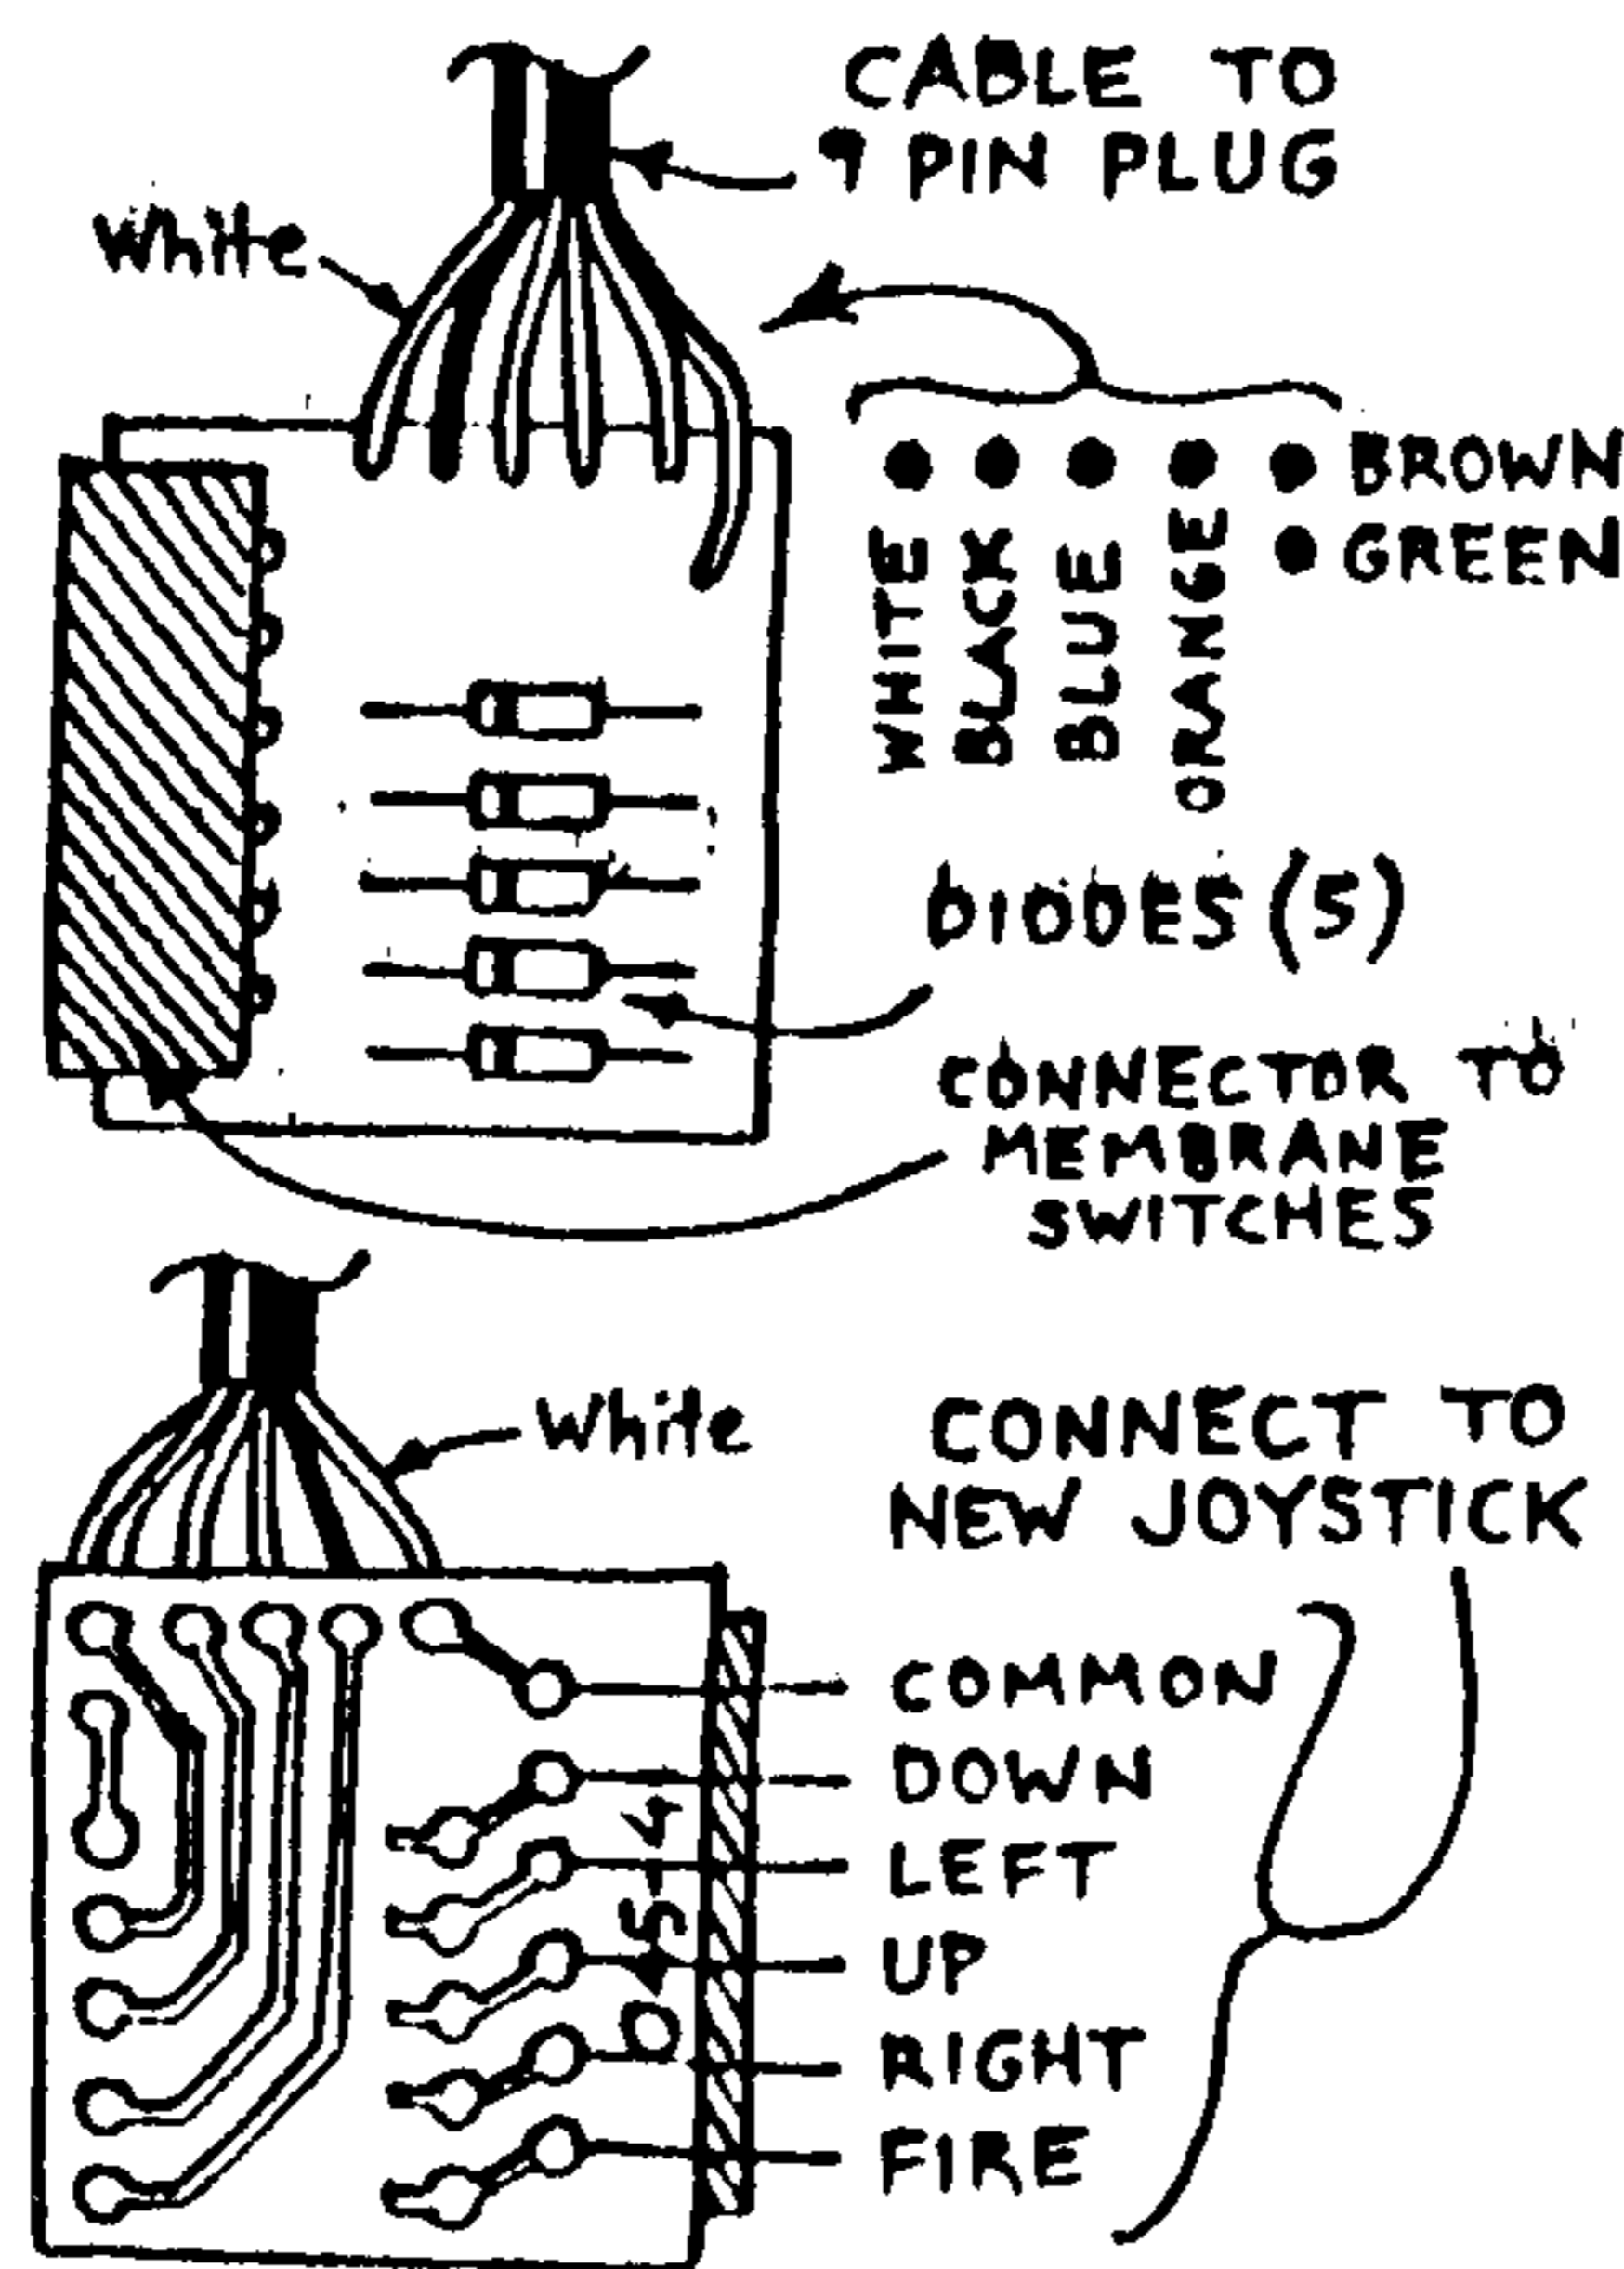 CABLE TO
9 PIN PLUG
White
BROWN
GREEN
WHITE
BLACK
BLUE
ORANGE
DIODES (5)
CONNECTOR TO
MEMBRANE
SWITCHES
White
CONNECT TO
NEW JOYSTICK
COMMON
DOWN
LEFT
UP
RIGHT
FIRE